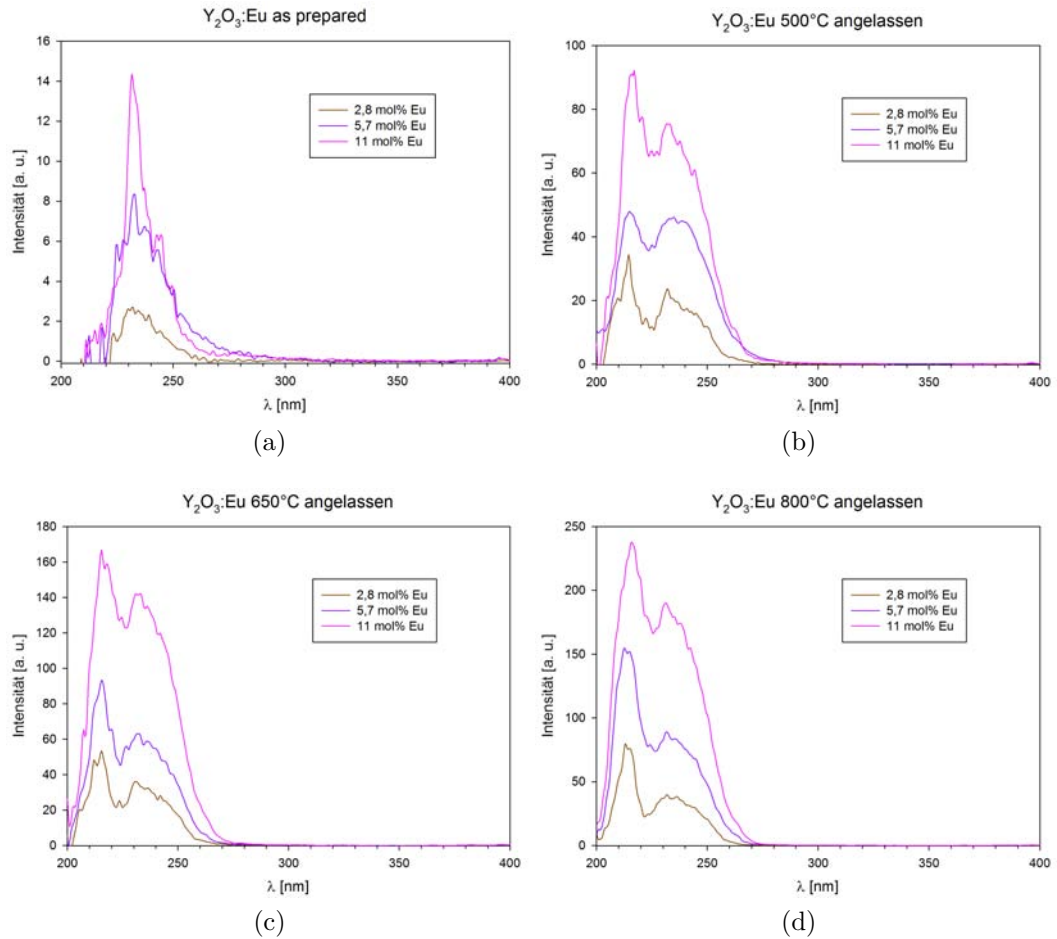 Y₂O₃:Eu as prepared
16
14
12
10
8
6
4
2
0
Intensität [a. u.]
2,8 mol% Eu
5,7 mol% Eu
11 mol% Eu
200 250 300 350 400
λ [nm]
(a)
Y₂O₃:Eu 500°C angelassen
100
80
60
40
20
0
Intensität [a. u.]
2,8 mol% Eu
5,7 mol% Eu
11 mol% Eu
200 250 300 350 400
λ [nm]
(b)
Y₂O₃:Eu 650°C angelassen
180
160
140
120
100
80
60
40
20
0
Intensität [a. u.]
2,8 mol% Eu
5,7 mol% Eu
11 mol% Eu
200 250 300 350 400
λ [nm]
(c)
Y₂O₃:Eu 800°C angelassen
250
200
150
100
50
0
Intensität [a. u.]
2,8 mol% Eu
5,7 mol% Eu
11 mol% Eu
200 250 300 350 400
λ [nm]
(d)